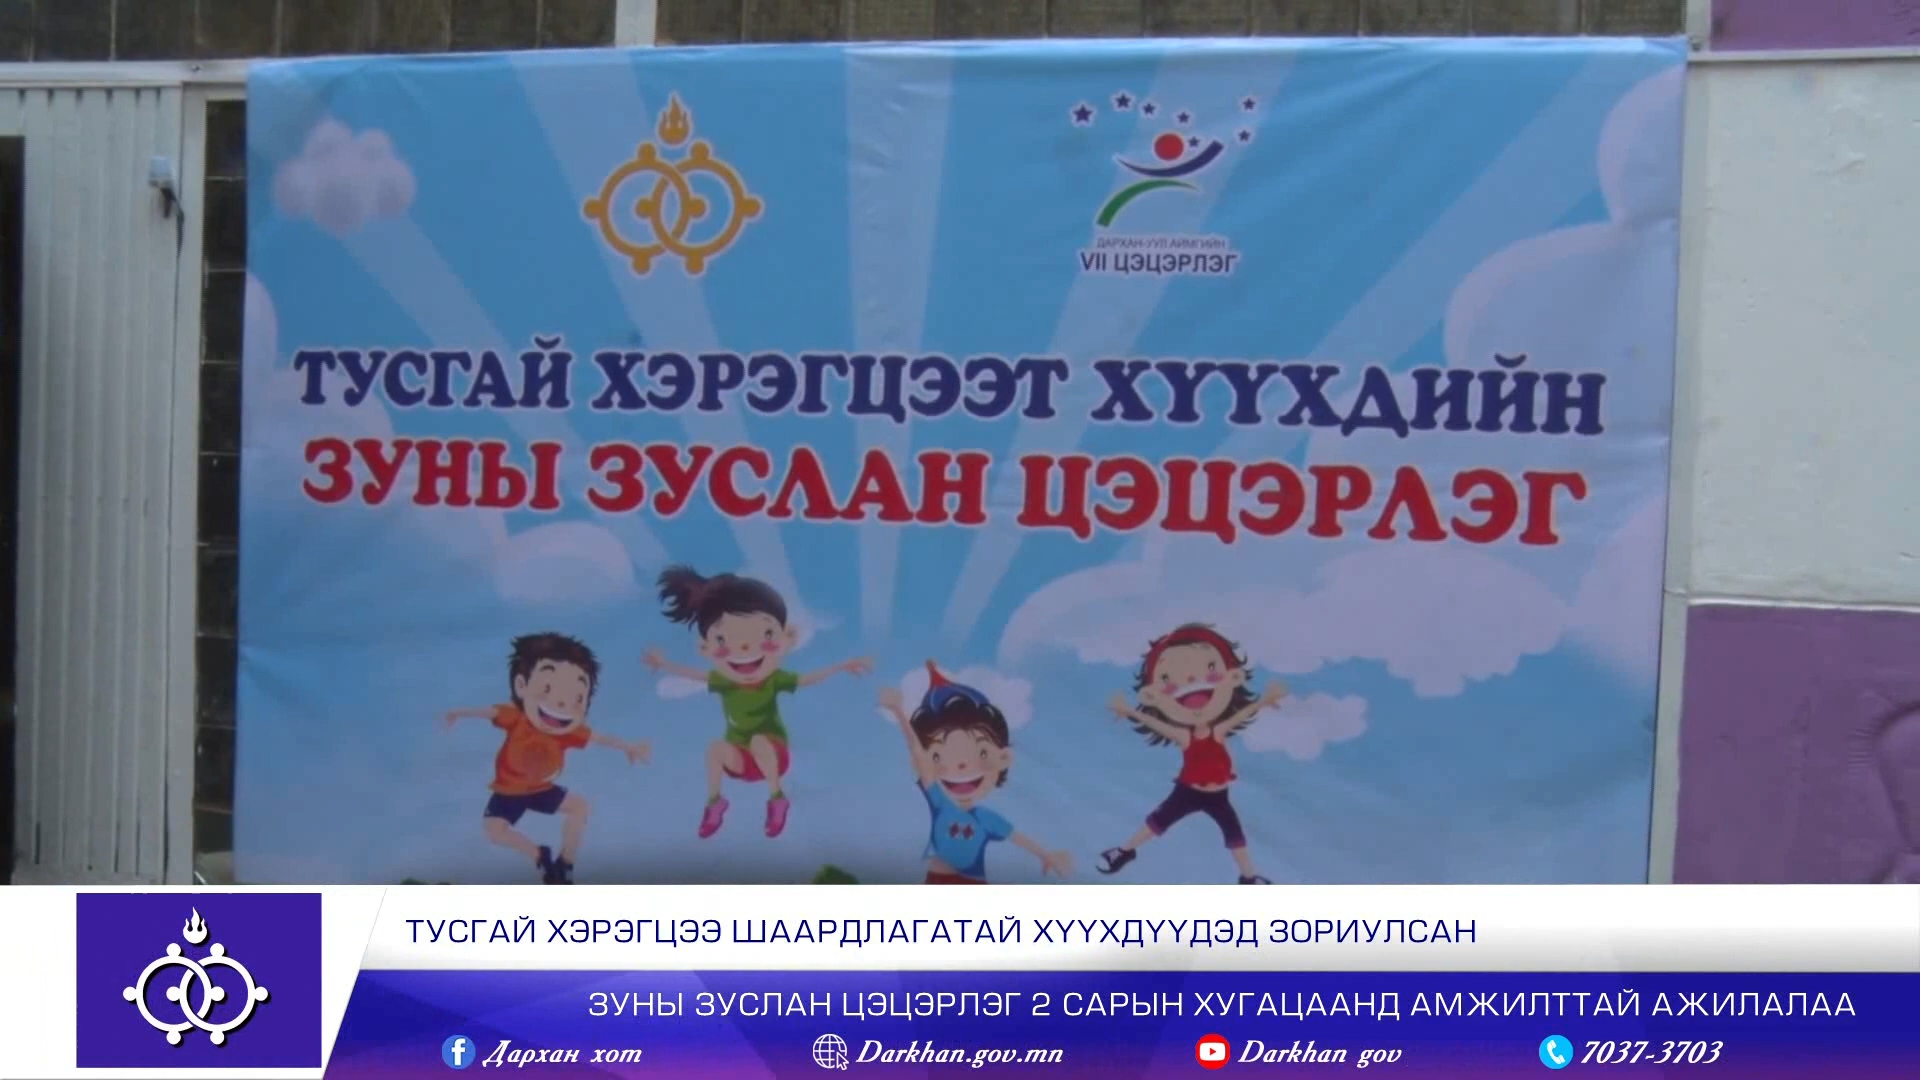 ДАРХАН-УУЛ АЙМГИЙН
VII ЦЭЦЭРЛЭГ
ТУСГАЙ ХЭРЭГЦЭЭТ ХҮҮХДИЙН
ЗУНЫ ЗУСЛАН ЦЭЦЭРЛЭГ
ТУСГАЙ ХЭРЭГЦЭЭ ШААРДЛАГАТАЙ ХҮҮХДҮҮДЭД ЗОРИУЛСАН
ЗУНЫ ЗУСЛАН ЦЭЦЭРЛЭГ 2 САРЫН ХУГАЦААНД АМЖИЛТТАЙ АЖИЛАЛАА
Дархан хот Darkhan.gov.mn Darkhan gov 7037-3703